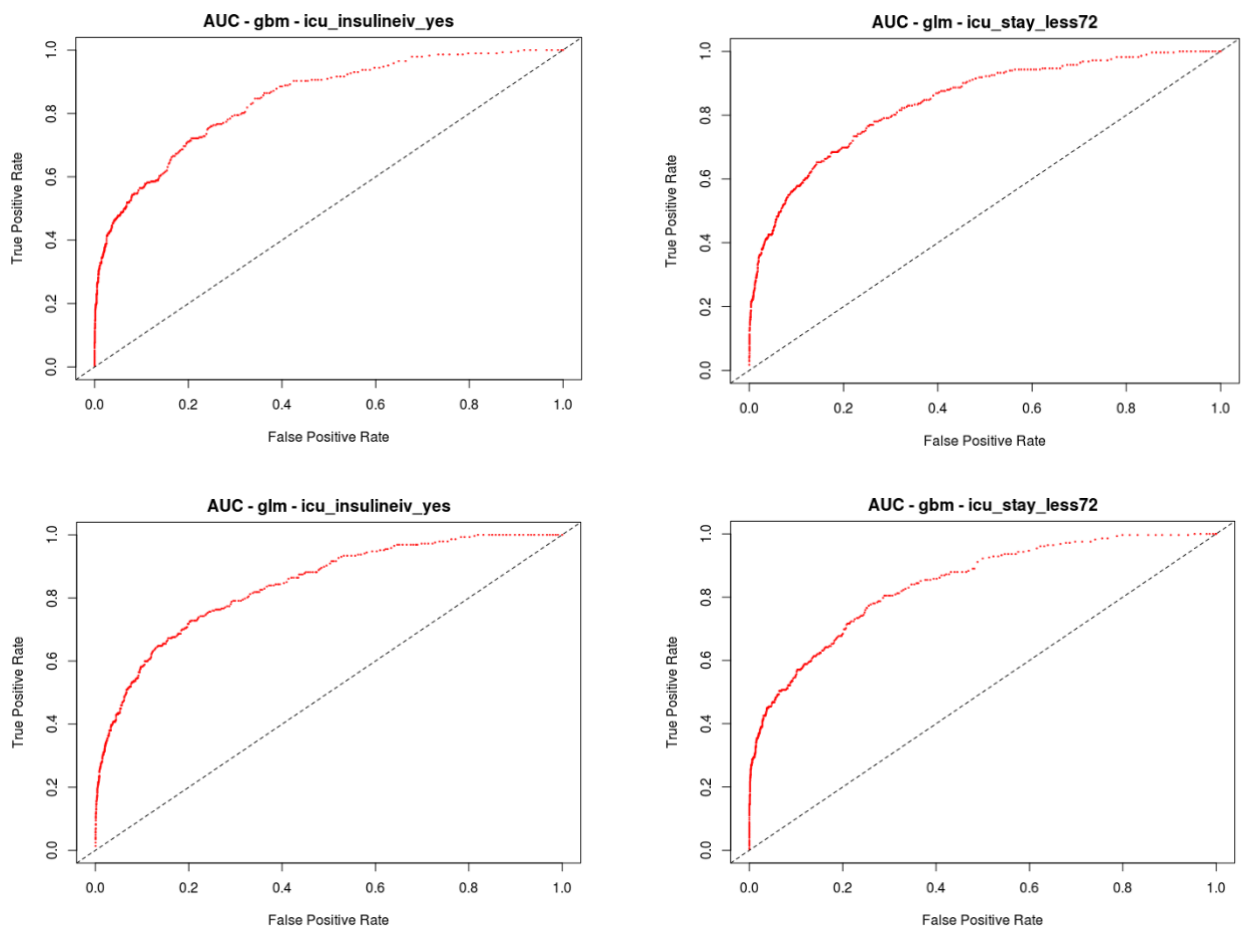 AUC - gbm - icu_insulineiv_yes
True Positive Rate
1.0
0.8
0.6
0.4
0.2
0.0
0.0 0.2 0.4 0.6 0.8 1.0
False Positive Rate
AUC - glm - icu_stay_less72
True Positive Rate
1.0
0.8
0.6
0.4
0.2
0.0
0.0 0.2 0.4 0.6 0.8 1.0
False Positive Rate
AUC - glm - icu_insulineiv_yes
True Positive Rate
1.0
0.8
0.6
0.4
0.2
0.0
0.0 0.2 0.4 0.6 0.8 1.0
False Positive Rate
AUC - gbm - icu_stay_less72
True Positive Rate
1.0
0.8
0.6
0.4
0.2
0.0
0.0 0.2 0.4 0.6 0.8 1.0
False Positive Rate